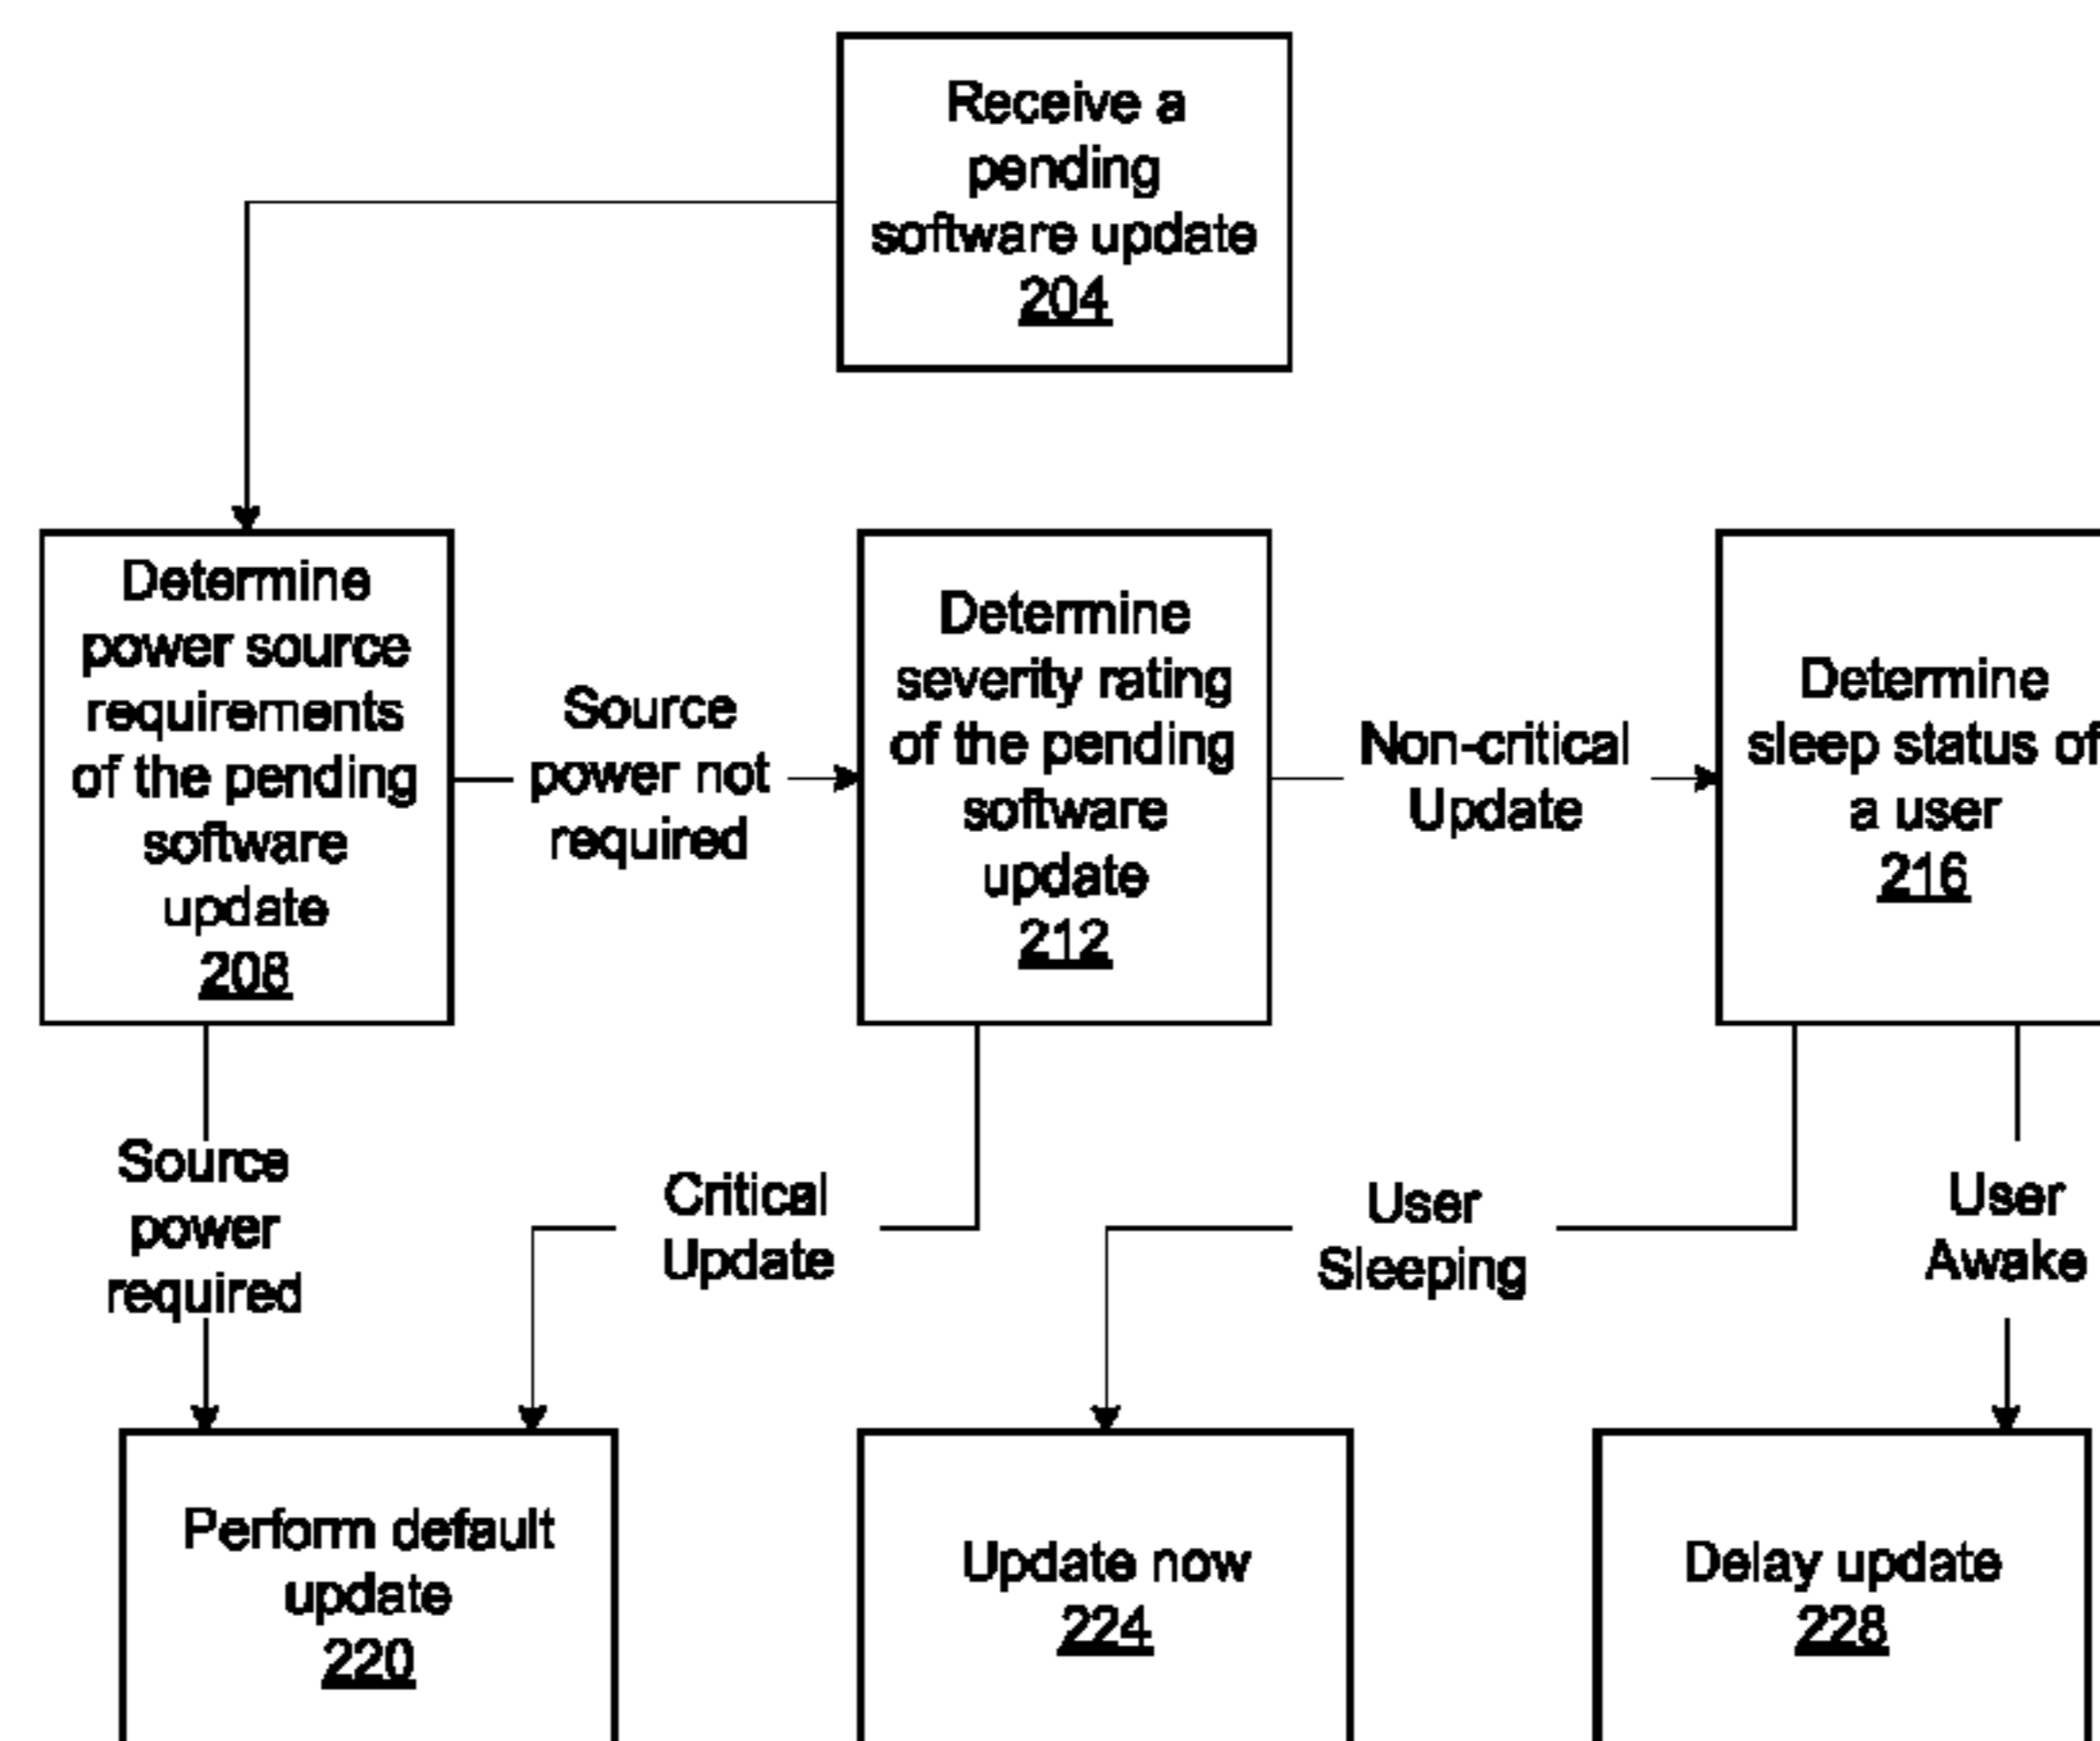 Receive a
pending
software update
204
Determine
power source
requirements
of the pending
software
update
208
Source
power not
required
Determine
severity rating
of the pending
software
update
212
Non-critical
Update
Determine
sleep status of
a user
216
Source
power
required
Critical
Update
User
Sleeping
User
Awake
Perform default
update
220
Update now
224
Delay update
228